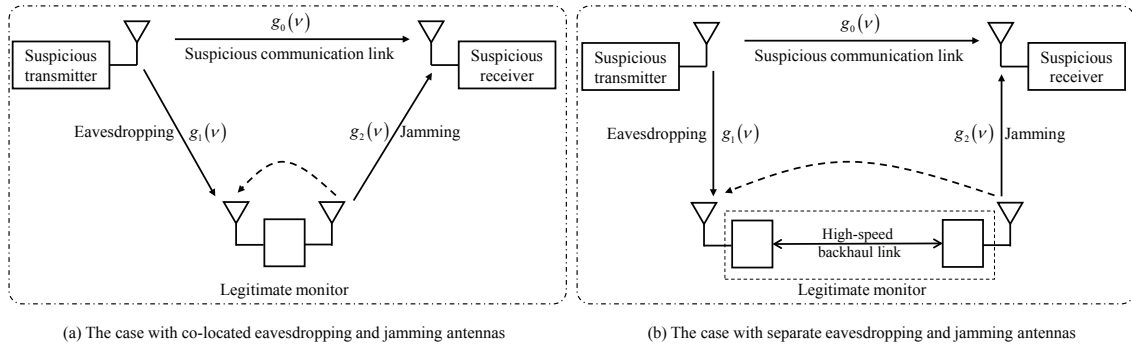 g₀(ν)
Suspicious
transmitter
Suspicious communication link
Suspicious
receiver
Eavesdropping
g₁(ν)
g₂(ν)
Jamming
Legitimate monitor
(a) The case with co-located eavesdropping and jamming antennas
g₀(ν)
Suspicious
transmitter
Suspicious communication link
Suspicious
receiver
Eavesdropping
g₁(ν)
g₂(ν)
Jamming
High-speed
backhaul link
Legitimate monitor
(b) The case with separate eavesdropping and jamming antennas